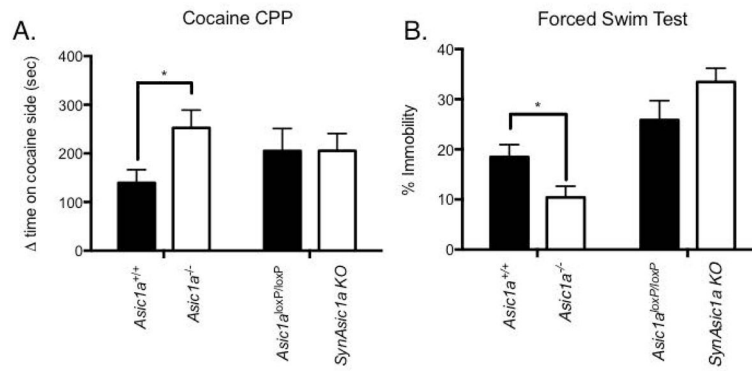 A.
Cocaine CPP
Δ time on cocaine side (sec)
400
300
200
100
0
*
Asic1a+/+
Asic1a-/-
Asic1aloxP/loxP
SynAsic1a KO
B.
Forced Swim Test
% Immobility
40
30
20
10
0
*
Asic1a+/+
Asic1a-/-
Asic1aloxP/loxP
SynAsic1a KO